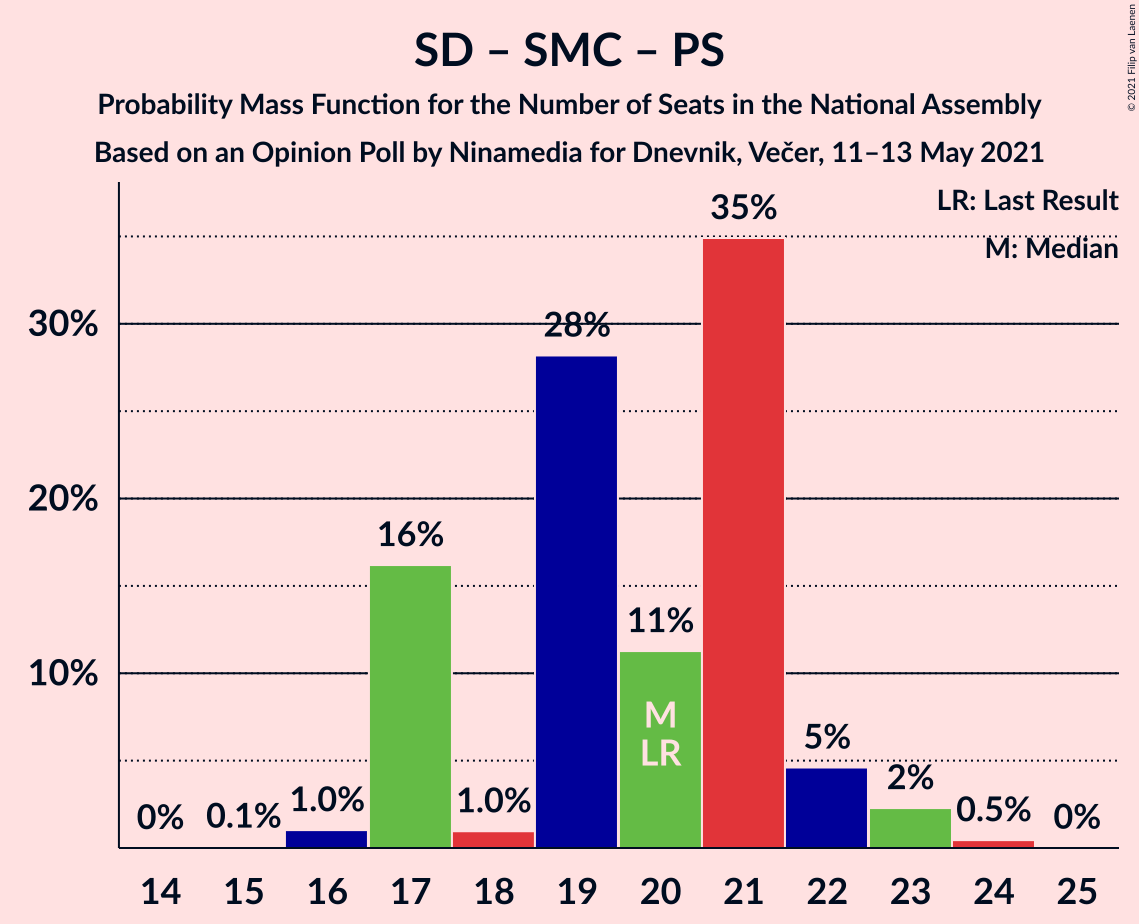 SD – SMC – PS
Probability Mass Function for the Number of Seats in the National Assembly
Based on an Opinion Poll by Ninamedia for Dnevnik, Večer, 11–13 May 2021
© 2021 Filip van Laenen
LR: Last Result
M: Median
30%
20%
10%
0%
0.1%
1.0%
16%
1.0%
28%
11%
35%
5%
2%
0.5%
0%
M
LR
14 15 16 17 18 19 20 21 22 23 24 25